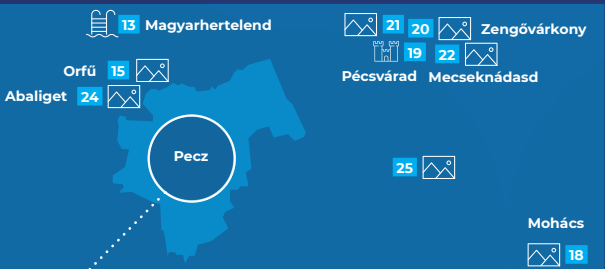 13 Magyarhertelend
21 20 Zengővárkony
19 22
Orfű 15
Pécsvárad Mecseknádasd
Abaliget 24
Pecz
25
Mohács
18